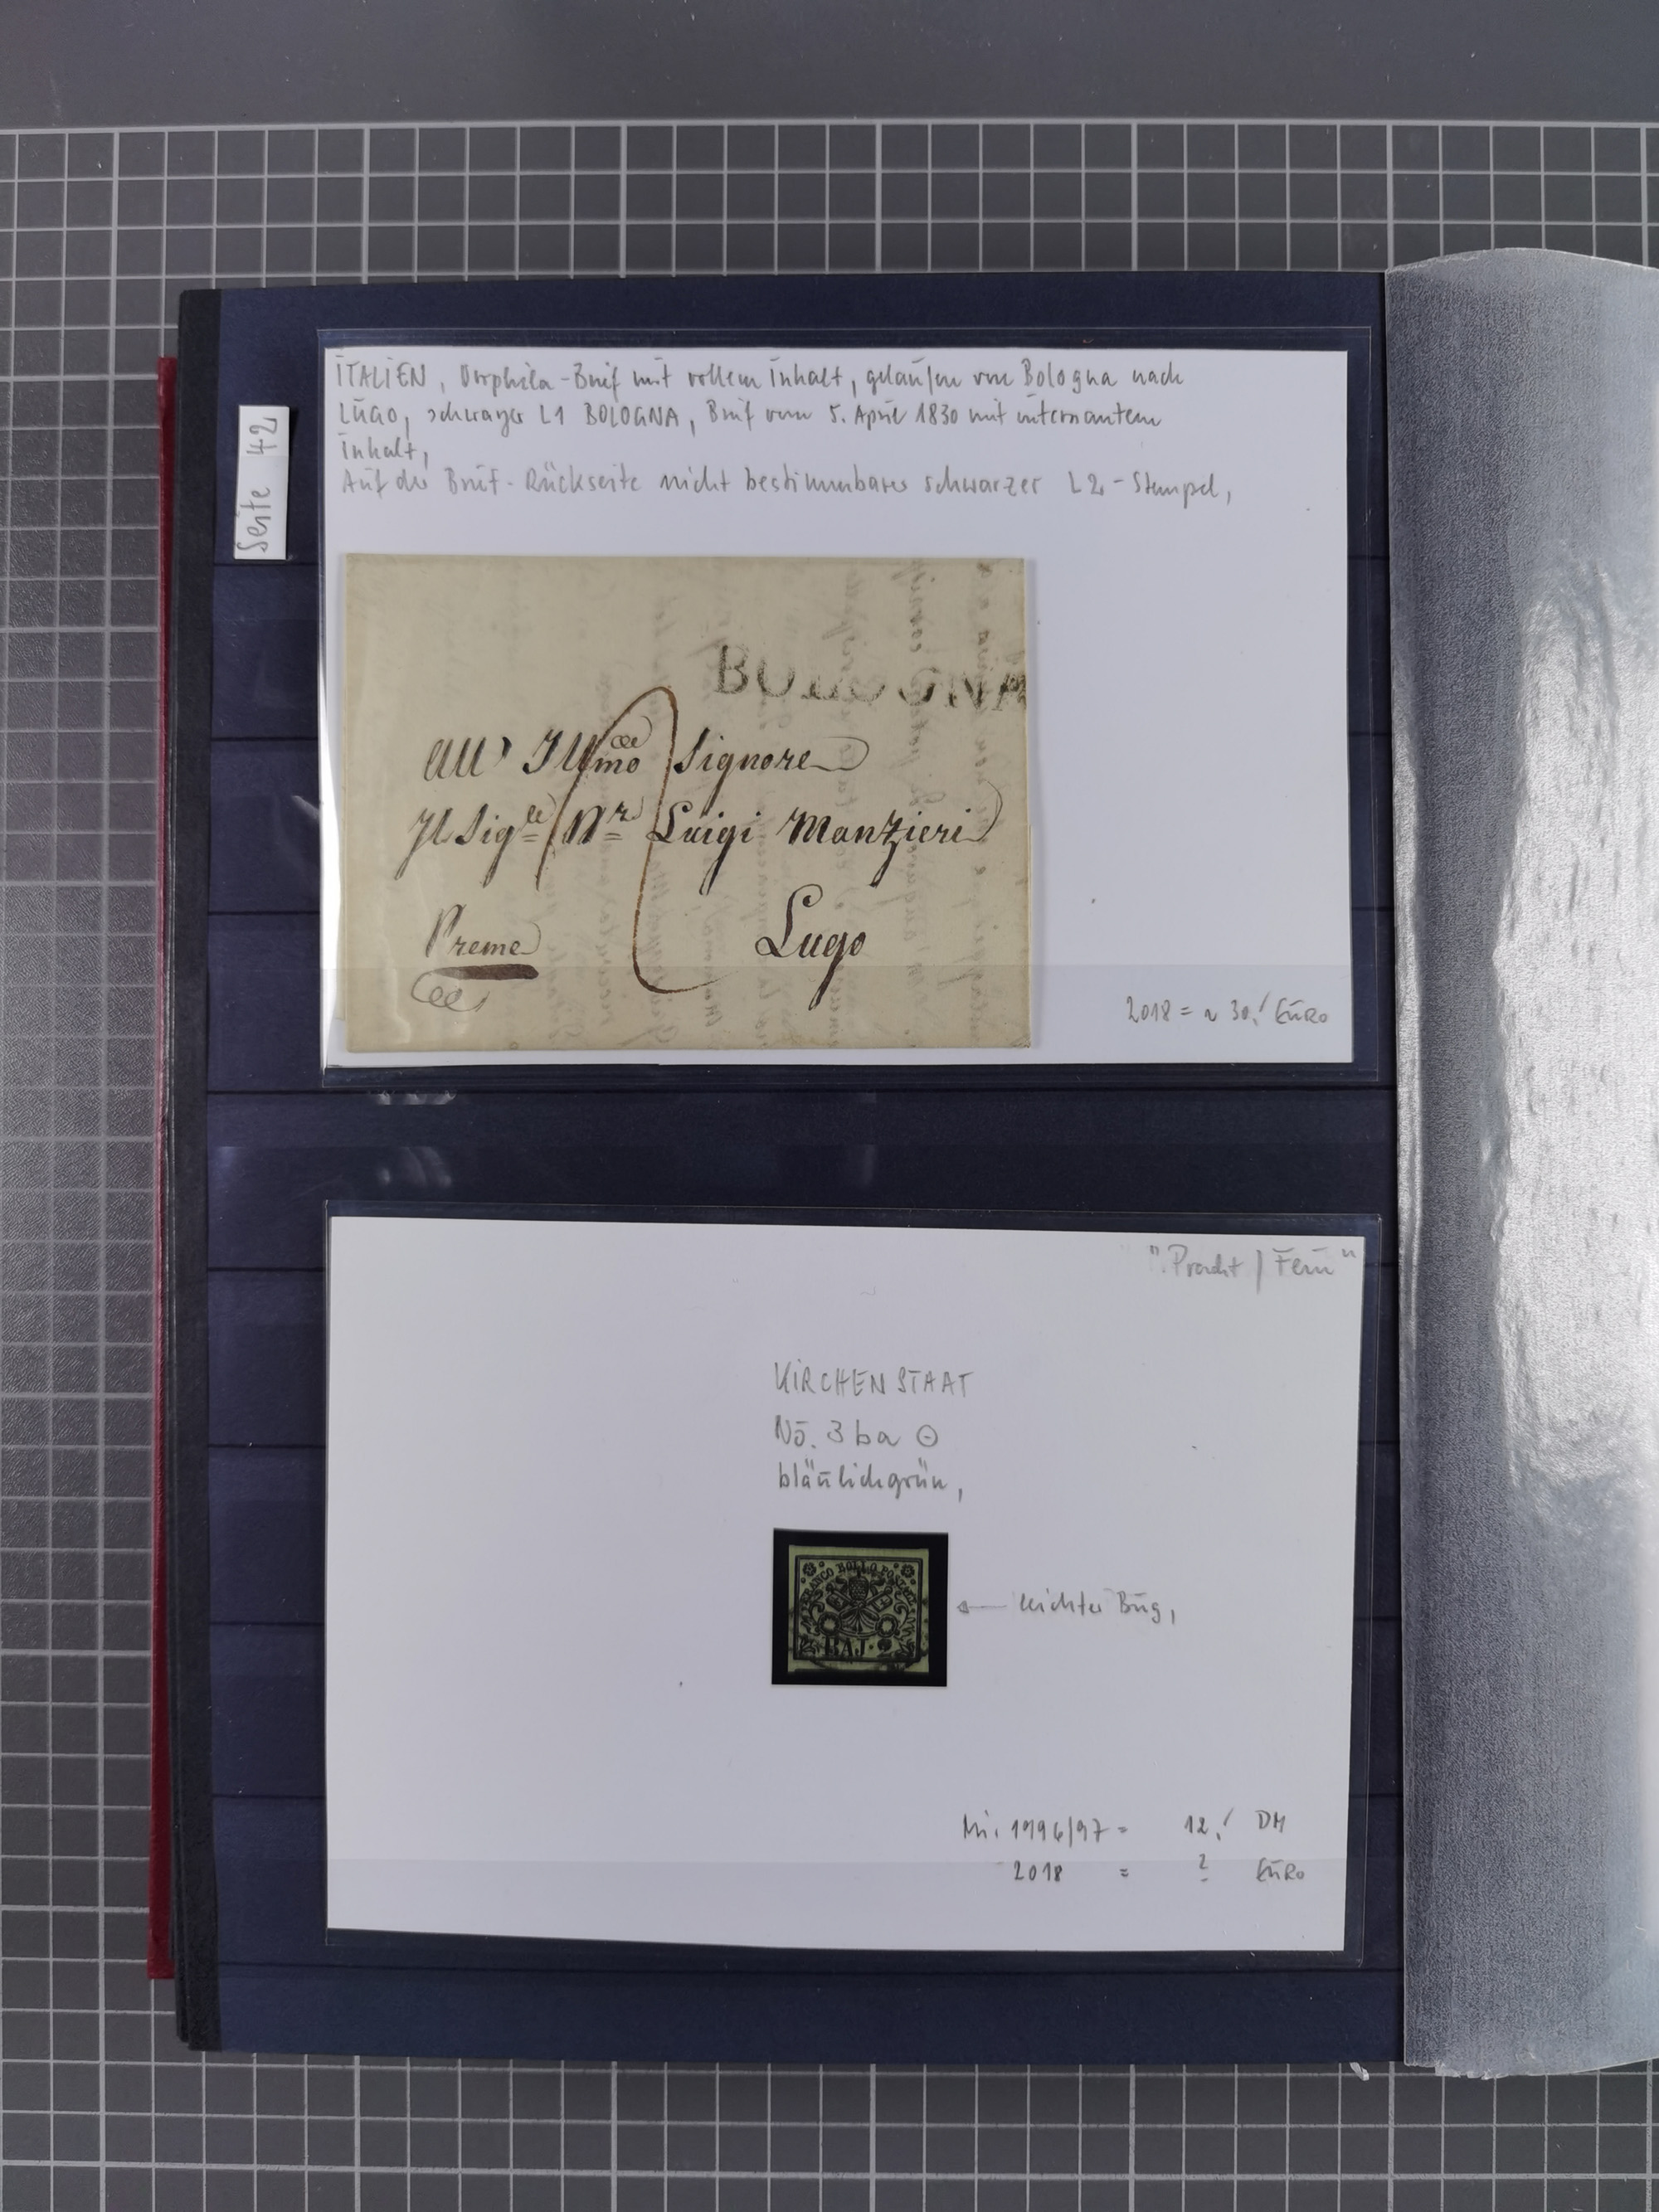 Seite 42
ITALIEN, Vorphila-Brief mit vollem Inhalt, gelaufen von Bologna nach
LUGO, schwarzer L1 BOLOGNA, Brief vom 5. April 1830 mit interessantem
Inhalt,
Auf der Brief-Rückseite nicht bestimmbarer schwarzer L2-Stempel,
BOLOGNA
All' Illmo Signore
Il Sig.re Luigi Manzieri
Preme
Lugo
2018 = ~ 30,- EURO
"Pracht / Fein"
KIRCHENSTAAT
No. 3 ba ⊙
bläulichgrün,
FRANCO BOLLO POSTALE
BAJ. 2
← leichter Bug,
Mi. 1996/97 = 12,- DM
2018 = ? EURO